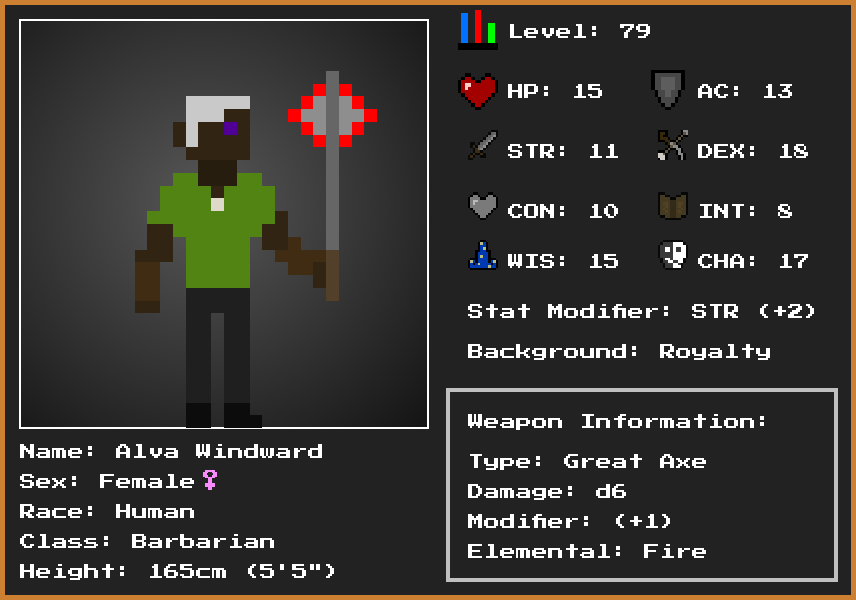 Level: 79
HP: 15 AC: 13
STR: 11 DEX: 18
CON: 10 INT: 8
WIS: 15 CHA: 17
Stat Modifier: STR (+2)
Background: Royalty
Weapon Information:
Type: Great Axe
Damage: d6
Modifier: (+1)
Elemental: Fire
Name: Alva Windward
Sex: Female♀
Race: Human
Class: Barbarian
Height: 165cm (5'5")